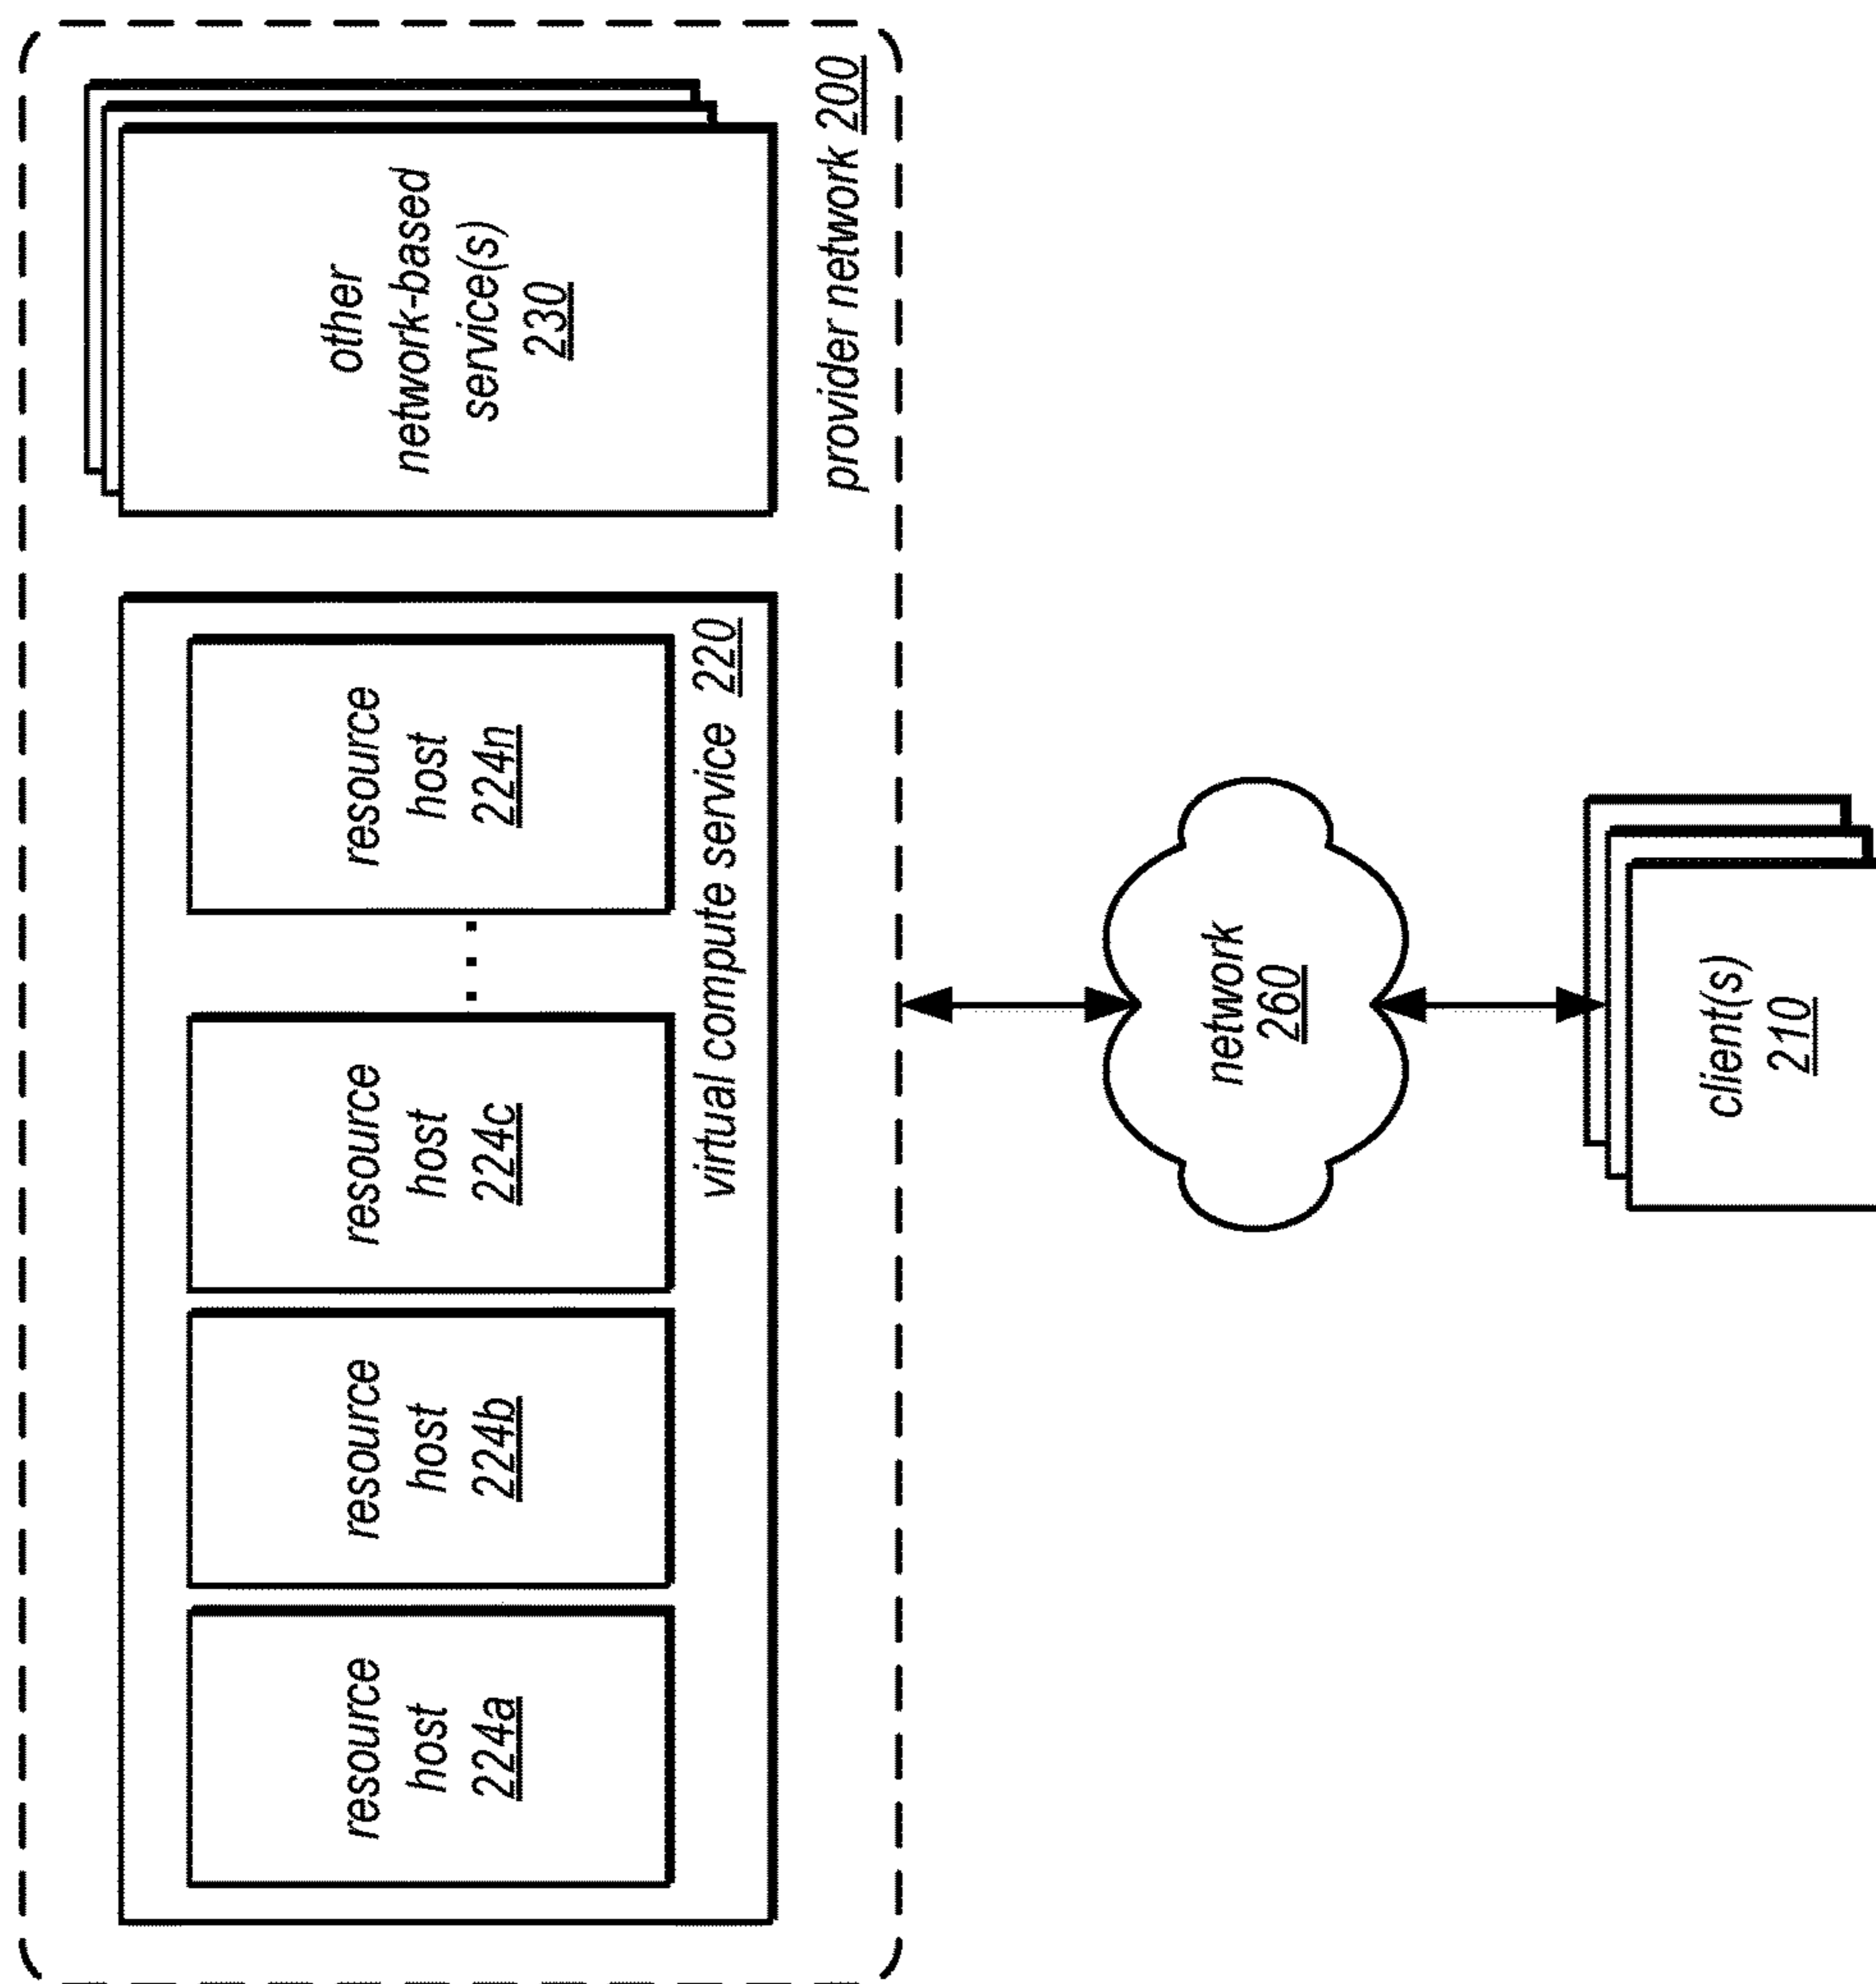 resource
host
224a
resource
host
224b
resource
host
224c
. . .
resource
host
224n
virtual compute service 220
other
network-based
service(s)
230
provider network 200
network
260
client(s)
210